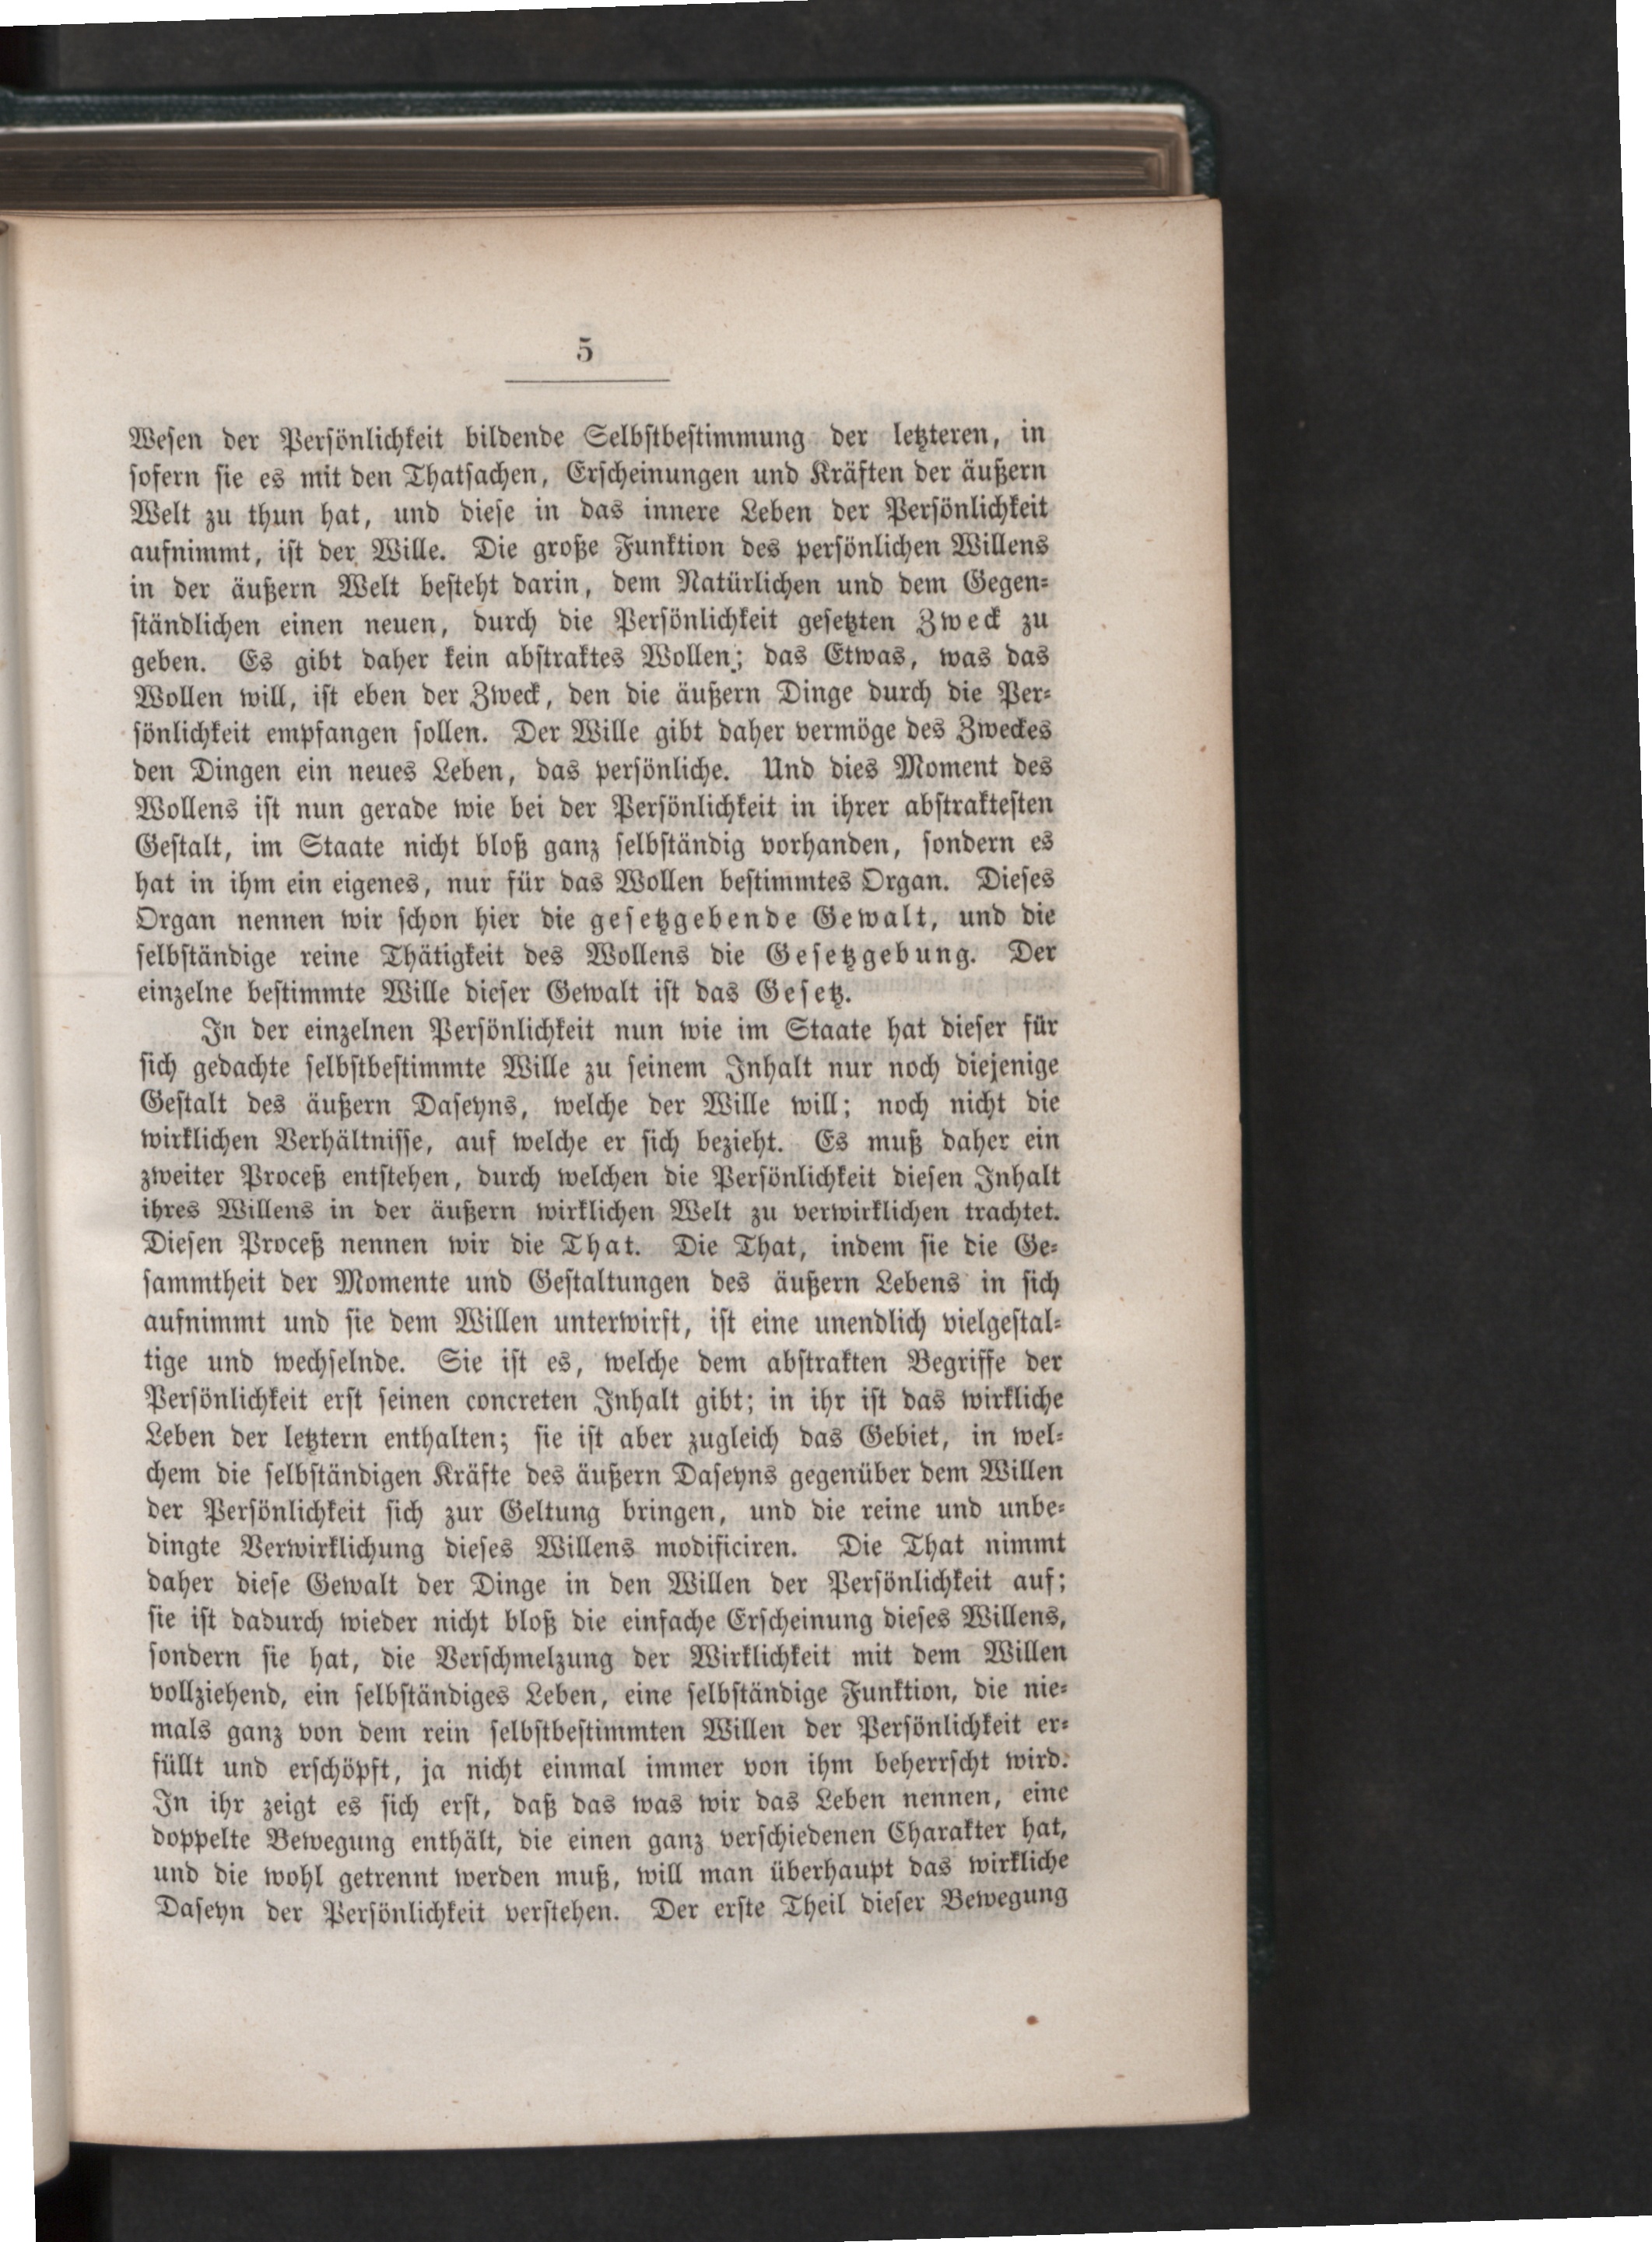 5
Wesen der Persönlichkeit bildende Selbstbestimmung der letzteren, in
sofern sie es mit den Thatsachen, Erscheinungen und Kräften der äußern
Welt zu thun hat, und diese in das innere Leben der Persönlichkeit
aufnimmt, ist der Wille. Die große Funktion des persönlichen Willens
in der äußern Welt besteht darin, dem Natürlichen und dem Gegen-
ständlichen einen neuen, durch die Persönlichkeit gesetzten Zweck zu
geben. Es gibt daher kein abstraktes Wollen; das Etwas, was das
Wollen will, ist eben der Zweck, den die äußern Dinge durch die Per-
sönlichkeit empfangen sollen. Der Wille gibt daher vermöge des Zweckes
den Dingen ein neues Leben, das persönliche. Und dies Moment des
Wollens ist nun gerade wie bei der Persönlichkeit in ihrer abstraktesten
Gestalt, im Staate nicht bloß ganz selbständig vorhanden, sondern es
hat in ihm ein eigenes, nur für das Wollen bestimmtes Organ. Dieses
Organ nennen wir schon hier die gesetzgebende Gewalt, und die
selbständige reine Thätigkeit des Wollens die Gesetzgebung. Der
einzelne bestimmte Wille dieser Gewalt ist das Gesetz.
In der einzelnen Persönlichkeit nun wie im Staate hat dieser für
sich gedachte selbstbestimmte Wille zu seinem Inhalt nur noch diejenige
Gestalt des äußern Daseyns, welche der Wille will; noch nicht die
wirklichen Verhältnisse, auf welche er sich bezieht. Es muß daher ein
zweiter Proceß entstehen, durch welchen die Persönlichkeit diesen Inhalt
ihres Willens in der äußern wirklichen Welt zu verwirklichen trachtet.
Diesen Proceß nennen wir die That. Die That, indem sie die Ge-
sammtheit der Momente und Gestaltungen des äußern Lebens in sich
aufnimmt und sie dem Willen unterwirft, ist eine unendlich vielgestal-
tige und wechselnde. Sie ist es, welche dem abstrakten Begriffe der
Persönlichkeit erst seinen concreten Inhalt gibt; in ihr ist das wirkliche
Leben der letztern enthalten; sie ist aber zugleich das Gebiet, in wel-
chem die selbständigen Kräfte des äußern Daseyns gegenüber dem Willen
der Persönlichkeit sich zur Geltung bringen, und die reine und unbe-
dingte Verwirklichung dieses Willens modificiren. Die That nimmt
daher diese Gewalt der Dinge in den Willen der Persönlichkeit auf;
sie ist dadurch wieder nicht bloß die einfache Erscheinung dieses Willens,
sondern sie hat, die Verschmelzung der Wirklichkeit mit dem Willen
vollziehend, ein selbständiges Leben, eine selbständige Funktion, die nie-
mals ganz von dem rein selbstbestimmten Willen der Persönlichkeit er-
füllt und erschöpft, ja nicht einmal immer von ihm beherrscht wird.
In ihr zeigt es sich erst, daß das was wir das Leben nennen, eine
doppelte Bewegung enthält, die einen ganz verschiedenen Charakter hat,
und die wohl getrennt werden muß, will man überhaupt das wirkliche
Daseyn der Persönlichkeit verstehen. Der erste Theil dieser Bewegung